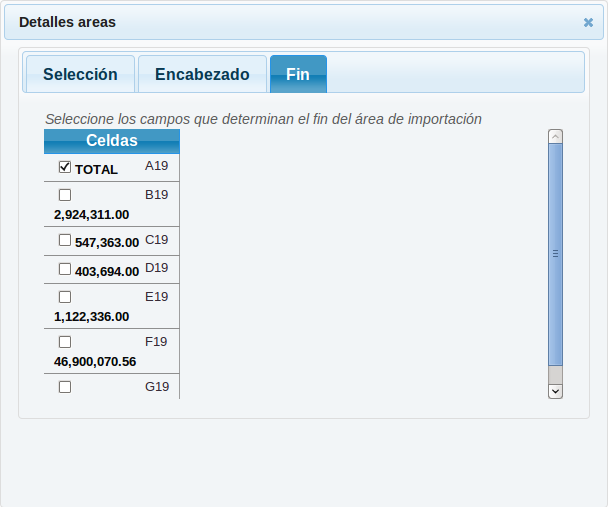 Detalles areas
Selección Encabezado Fin
Seleccione los campos que determinan el fin del área de importación
Celdas
TOTAL A19
B19
2,924,311.00
547,363.00 C19
403,694.00 D19
E19
1,122,336.00
F19
46,900,070.56
G19